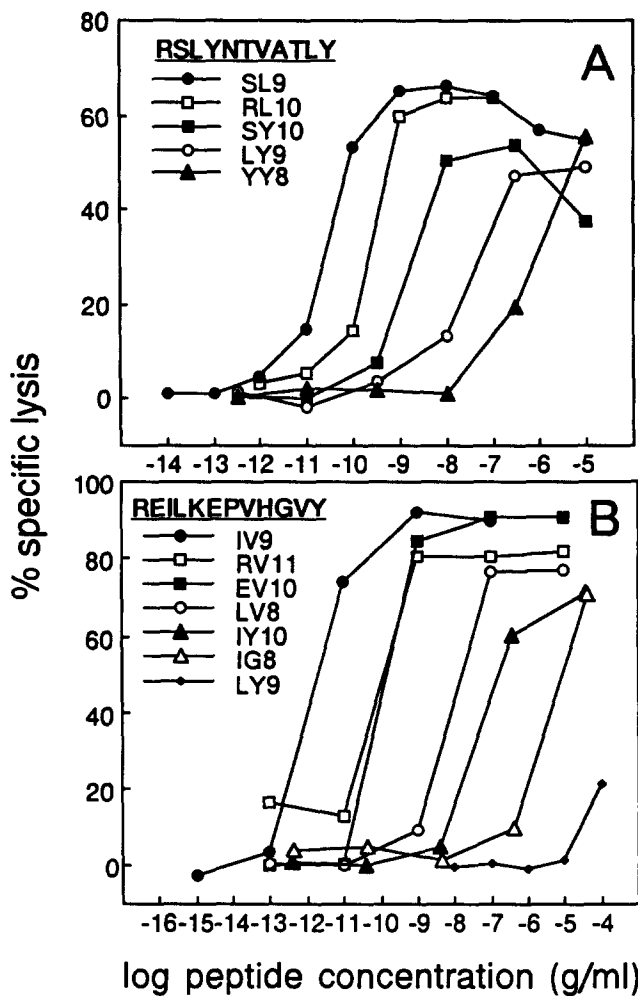 80
60
40
20
0
RSLYNTVATLY
SL9
RL10
SY10
LY9
YY8
A
-14 -13 -12 -11 -10 -9 -8 -7 -6 -5
% specific lysis
100
80
60
40
20
0
REILKEPVHGVY
IV9
RV11
EV10
LV8
IY10
IG8
LY9
B
-16 -15 -14 -13 -12 -11 -11 -9 -9 -8 -7 -6 -5 -4
log peptide concentration (g/ml)